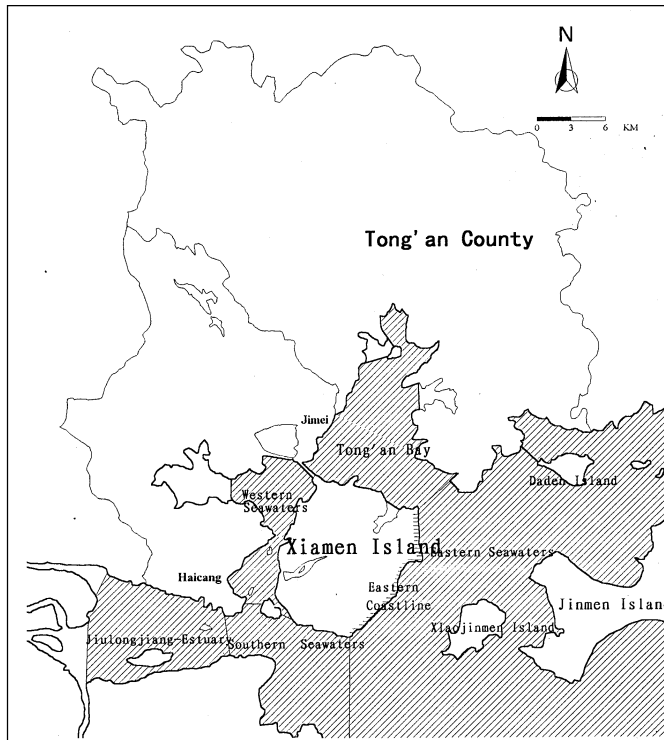 N
0 3 6 KM
Tong'an County
Jimei
Tong'an Bay
Daden Island
Western
Seawaters
Xiamen Island
Eastern Seawaters
Haicang
Eastern
Coastline
Jinmen Islan
Xiaojinmen Island
Jiulongjiang-Estuary
Southern Seawaters